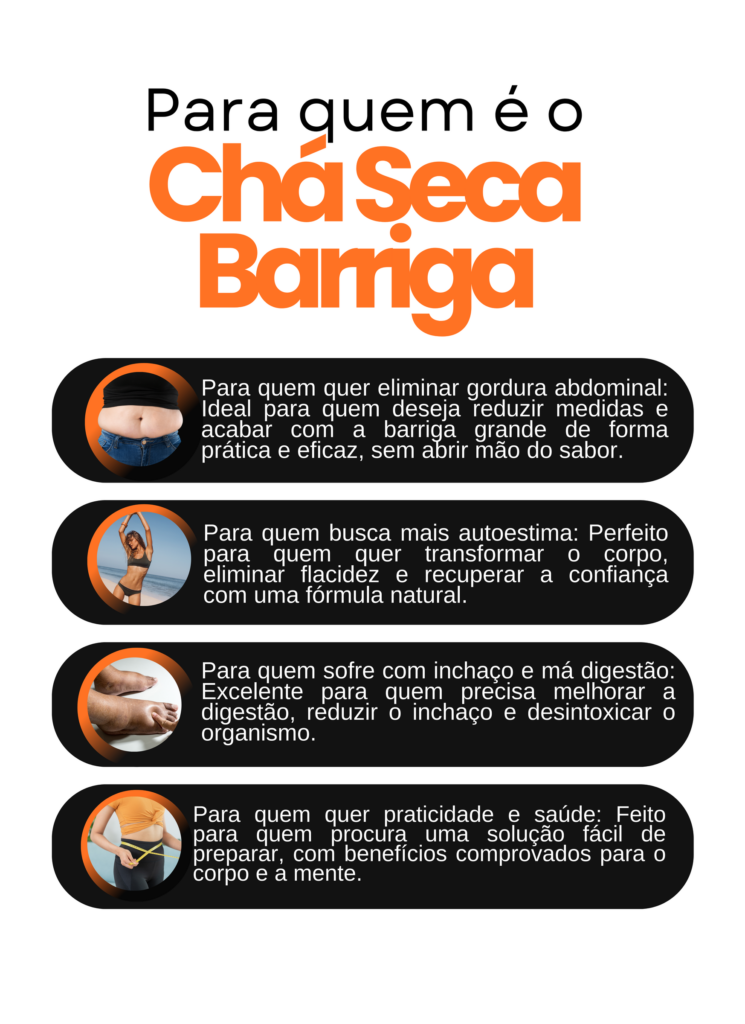 Para quem é o
Chá Seca
Barriga
Para quem quer eliminar gordura abdominal:
Ideal para quem deseja reduzir medidas e
acabar com a barriga grande de forma
prática e eficaz, sem abrir mão do sabor.
Para quem busca mais autoestima: Perfeito
para quem quer transformar o corpo,
eliminar flacidez e recuperar a confiança
com uma fórmula natural.
Para quem sofre com inchaço e má digestão:
Excelente para quem precisa melhorar a
digestão, reduzir o inchaço e desintoxicar o
organismo.
Para quem quer praticidade e saúde: Feito
para quem procura uma solução fácil de
preparar, com benefícios comprovados para o
corpo e a mente.